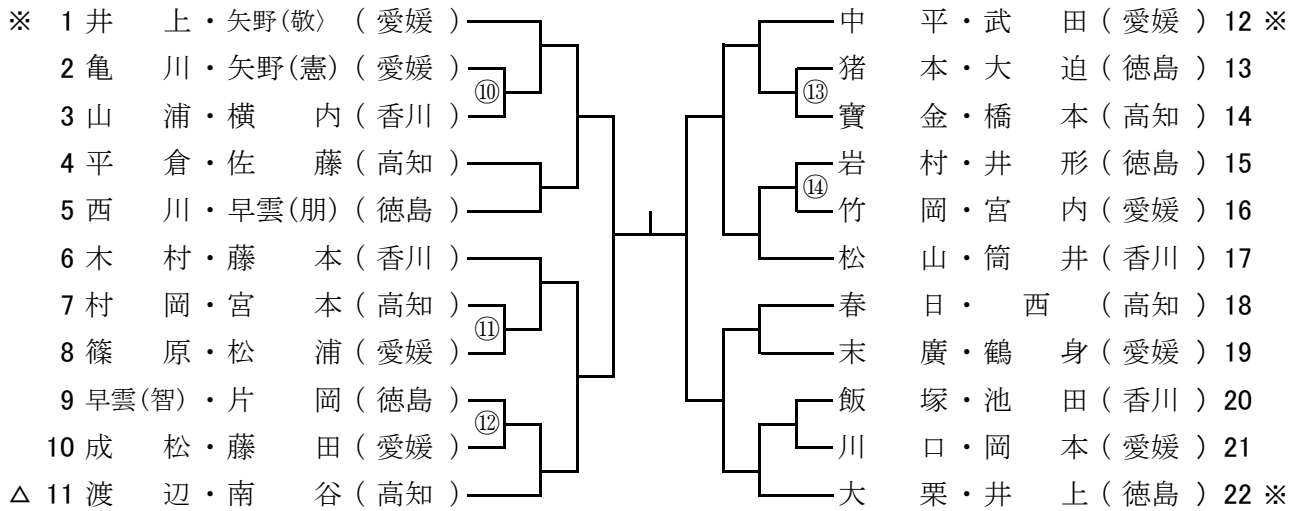 ※ 1 井 上・矢野(敬〉 ( 愛媛 ) 中 平・武 田 ( 愛媛 ) 12 ※
2 亀 川・矢野(憲) ( 愛媛 ) 猪 本・大 迫 ( 徳島 ) 13
⑩ ⑬
3 山 浦・横 内 ( 香川 ) 寶 金・橋 本 ( 高知 ) 14
4 平 倉・佐 藤 ( 高知 ) 岩 村・井 形 ( 徳島 ) 15
⑭
5 西 川・早雲(朋) ( 徳島 ) 竹 岡・宮 内 ( 愛媛 ) 16
6 木 村・藤 本 ( 香川 ) 松 山・筒 井 ( 香川 ) 17
7 村 岡・宮 本 ( 高知 ) 春 日・ 西 ( 高知 ) 18
⑪
8 篠 原・松 浦 ( 愛媛 ) 末 廣・鶴 身 ( 愛媛 ) 19
9 早雲(智)・片 岡 ( 徳島 ) 飯 塚・池 田 ( 香川 ) 20
⑫
10 成 松・藤 田 ( 愛媛 ) 川 口・岡 本 ( 愛媛 ) 21
△ 11 渡 辺・南 谷 ( 高知 ) 大 栗・井 上 ( 徳島 ) 22 ※